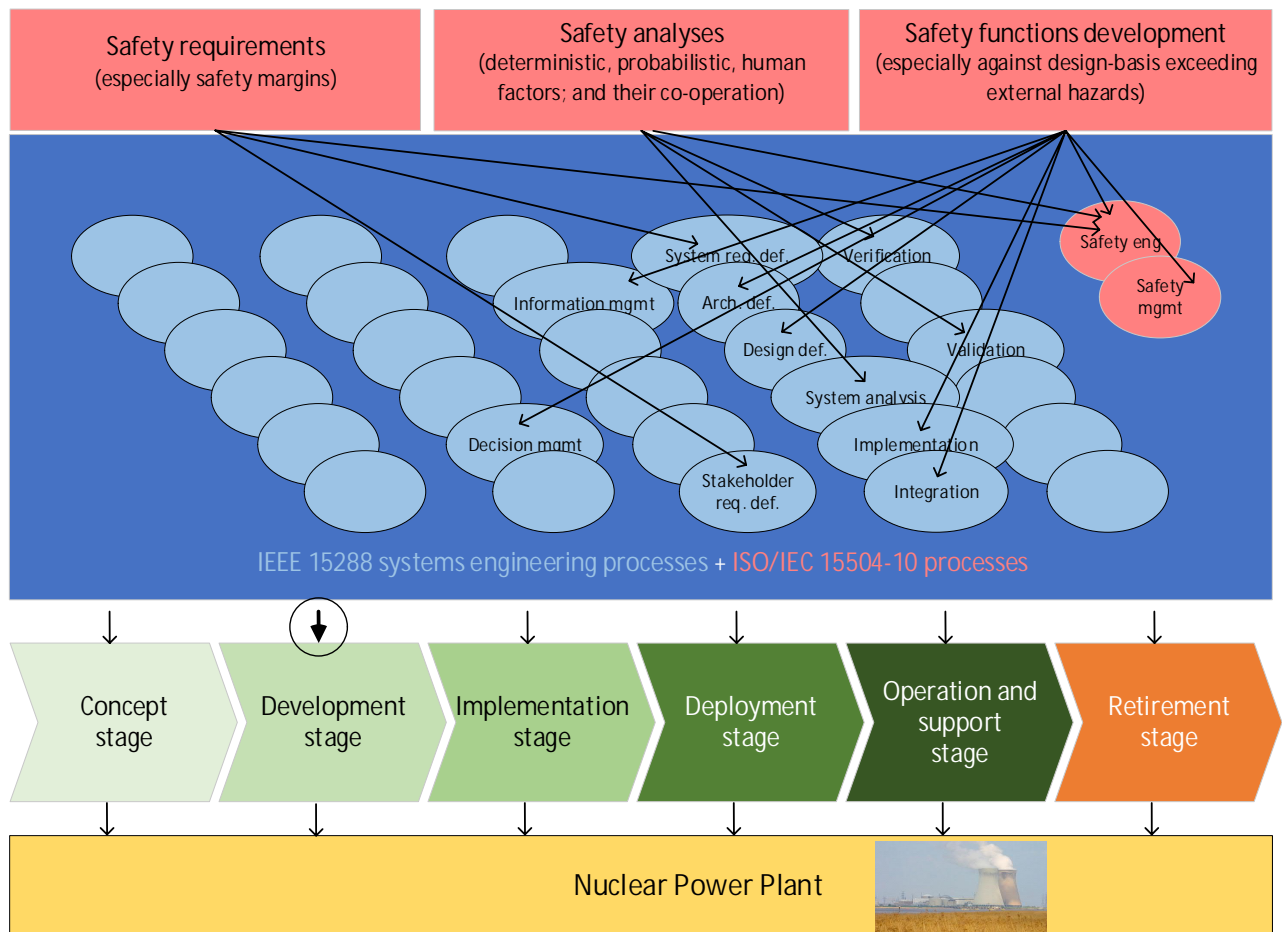 Safety requirements
(especially safety margins)
Safety analyses
(deterministic, probabilistic, human
factors; and their co-operation)
Safety functions development
(especially against design-basis exceeding
external hazards)
System req. def.
Verification
Safety eng
Information mgmt
Arch. def.
Safety
mgmt
Design def.
Validation
System analysis
Decision mgmt
Implementation
Stakeholder
req. def.
Integration
IEEE 15288 systems engineering processes + ISO/IEC 15504-10 processes
Concept
stage
Development
stage
Implementation
stage
Deployment
stage
Operation and
support
stage
Retirement
stage
Nuclear Power Plant